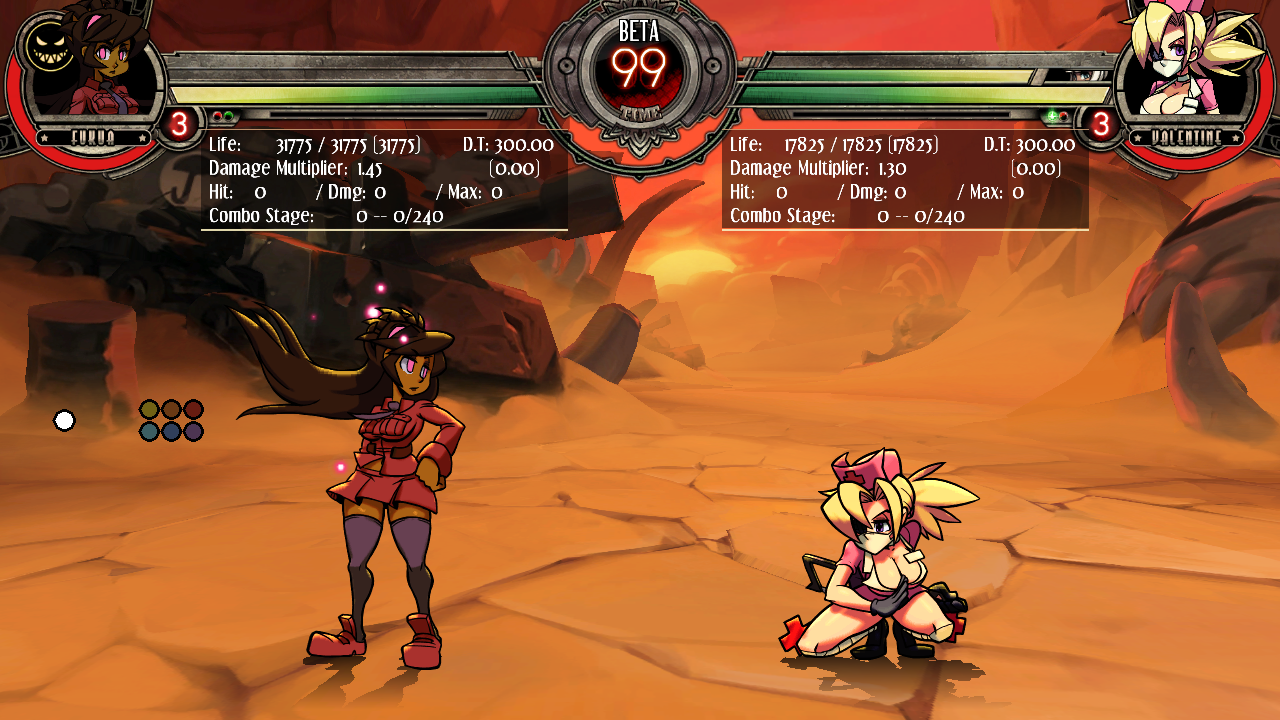 BETA
99
TIME
FUKUA
3
3
VALENTINE
Life: 31775 / 31775 (31775) D.T: 300.00
Damage Multiplier: 1.45 (0.00)
Hit: 0 / Dmg: 0 / Max: 0
Combo Stage: 0 -- 0/240
Life: 17825 / 17825 (17825) D.T: 300.00
Damage Multiplier: 1.30 (0.00)
Hit: 0 / Dmg: 0 / Max: 0
Combo Stage: 0 -- 0/240